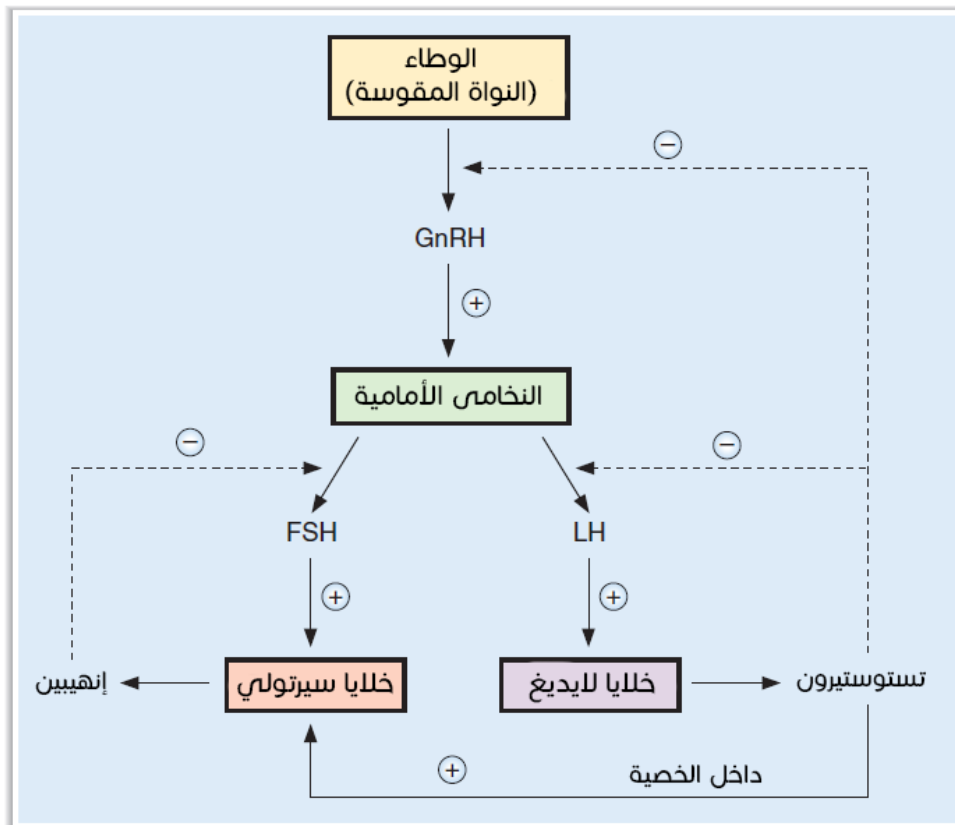 الوطاء
(النواة المقوسة)
−
GnRH
+
النخامى الأمامية
− −
FSH LH
+ +
إنهيبين خلايا سيرتولي خلايا لايديغ تستوستيرون
+ داخل الخصية